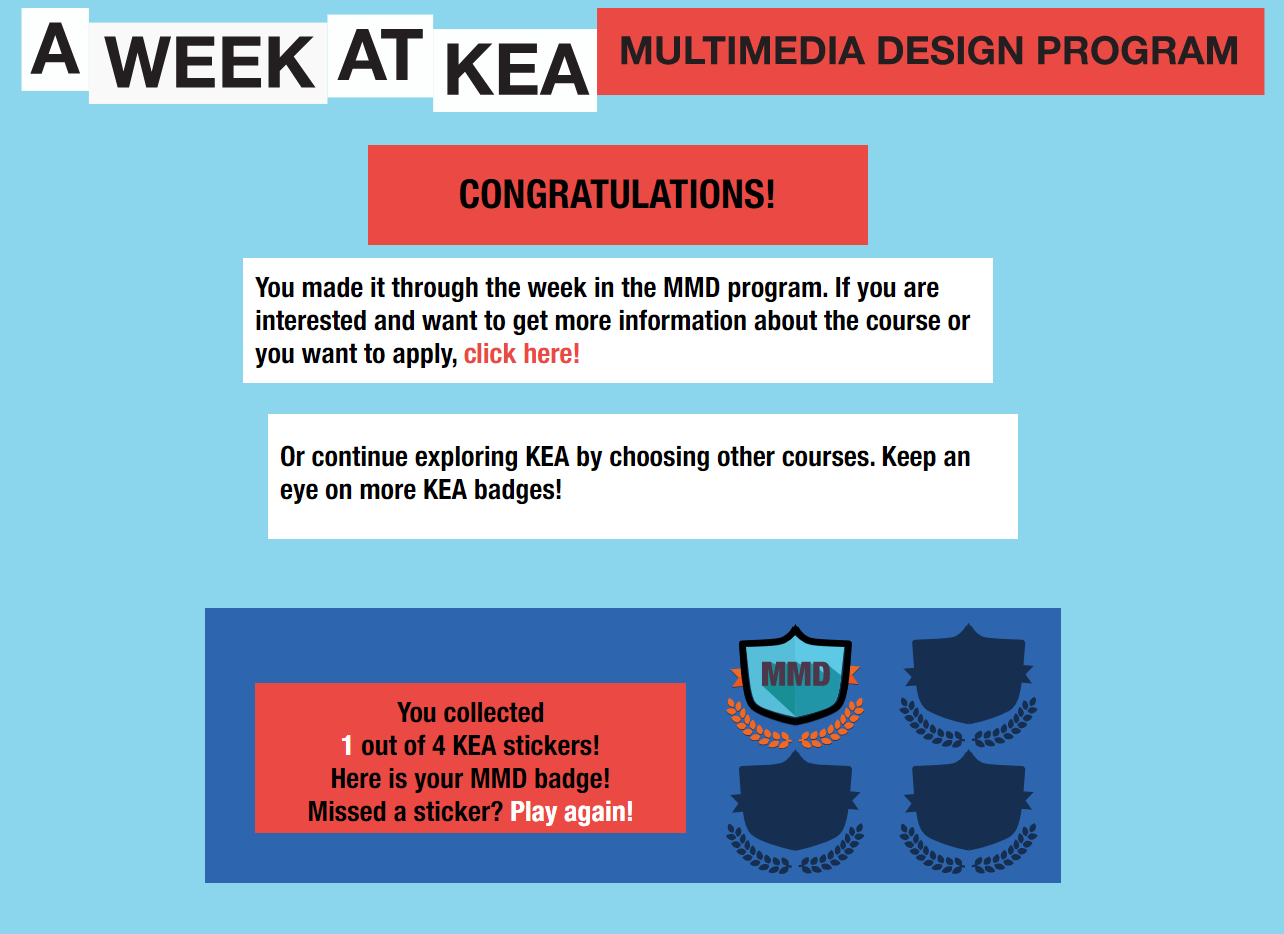 A WEEK AT KEA MULTIMEDIA DESIGN PROGRAM
CONGRATULATIONS!
You made it through the week in the MMD program. If you are
interested and want to get more information about the course or
you want to apply, click here!
Or continue exploring KEA by choosing other courses. Keep an
eye on more KEA badges!
You collected
1 out of 4 KEA stickers!
Here is your MMD badge!
Missed a sticker? Play again!
MMD